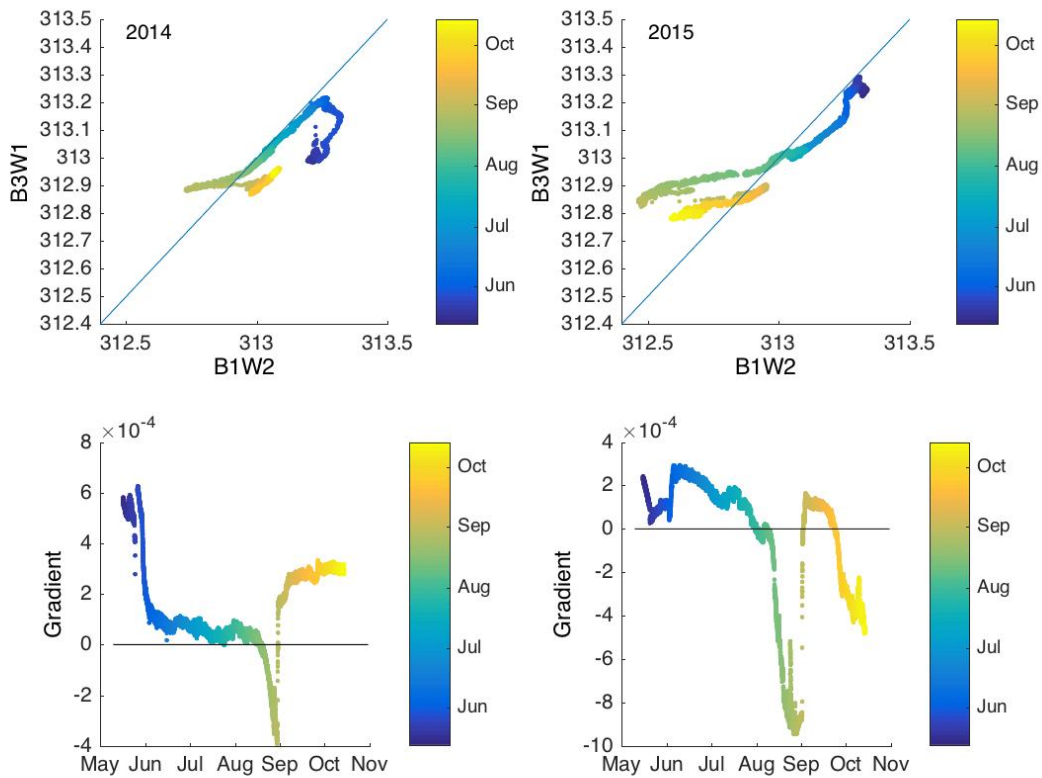 2014
313.5
313.4
313.3
313.2
313.1
313
312.9
312.8
312.7
312.6
312.5
312.4
B3W1
312.5
313
313.5
B1W2
Oct
Sep
Aug
Jul
Jun
2015
313.5
313.4
313.3
313.2
313.1
313
312.9
312.8
312.7
312.6
312.5
312.4
B3W1
312.5
313
313.5
B1W2
Oct
Sep
Aug
Jul
Jun
×10-4
8
6
4
2
0
-2
-4
Gradient
May Jun Jul Aug Sep Oct Nov
Oct
Sep
Aug
Jul
Jun
×10-4
4
2
0
-2
-4
-6
-8
-10
Gradient
May Jun Jul Aug Sep Oct Nov
Oct
Sep
Aug
Jul
Jun